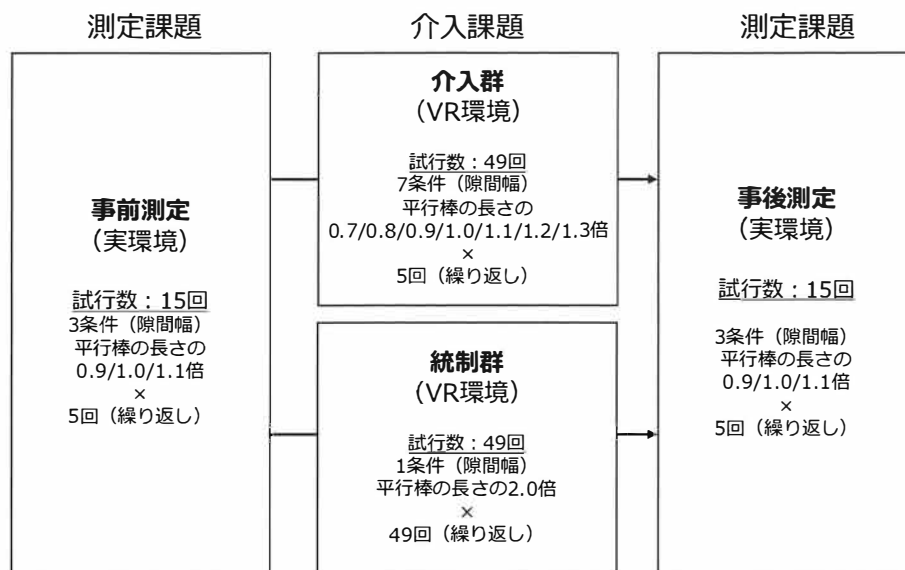 測定課題
介入課題
測定課題
事前測定
（実環境）
試行数：15回
3条件（隙間幅）
平行棒の長さの
0.9/1.0/1.1倍
×
5回（繰り返し）
介入群
（VR環境）
試行数：49回
7条件（隙間幅）
平行棒の長さの
0.7/0.8/0.9/1.0/1.1/1.2/1.3倍
×
5回（繰り返し）
統制群
（VR環境）
試行数：49回
1条件（隙間幅）
平行棒の長さの2.0倍
×
49回（繰り返し）
事後測定
（実環境）
試行数：15回
3条件（隙間幅）
平行棒の長さの
0.9/1.0/1.1倍
×
5回（繰り返し）